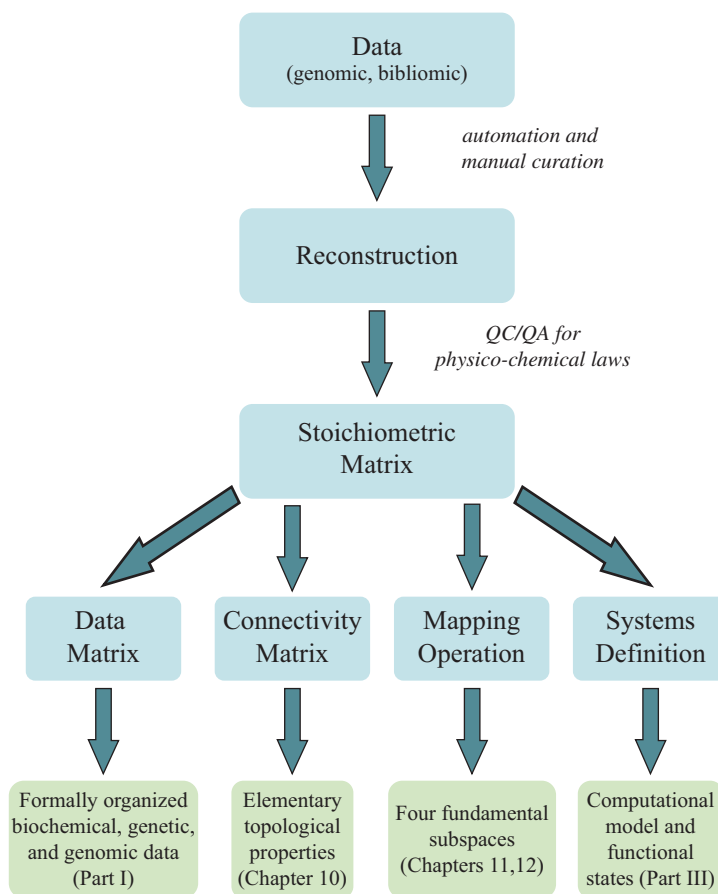 Data
(genomic, bibliomic)
automation and
manual curation
Reconstruction
QC/QA for
physico-chemical laws
Stoichiometric
Matrix
Data
Matrix
Connectivity
Matrix
Mapping
Operation
Systems
Definition
Formally organized
biochemical, genetic,
and genomic data
(Part I)
Elementary
topological
properties
(Chapter 10)
Four fundamental
subspaces
(Chapters 11,12)
Computational
model and
functional
states (Part III)